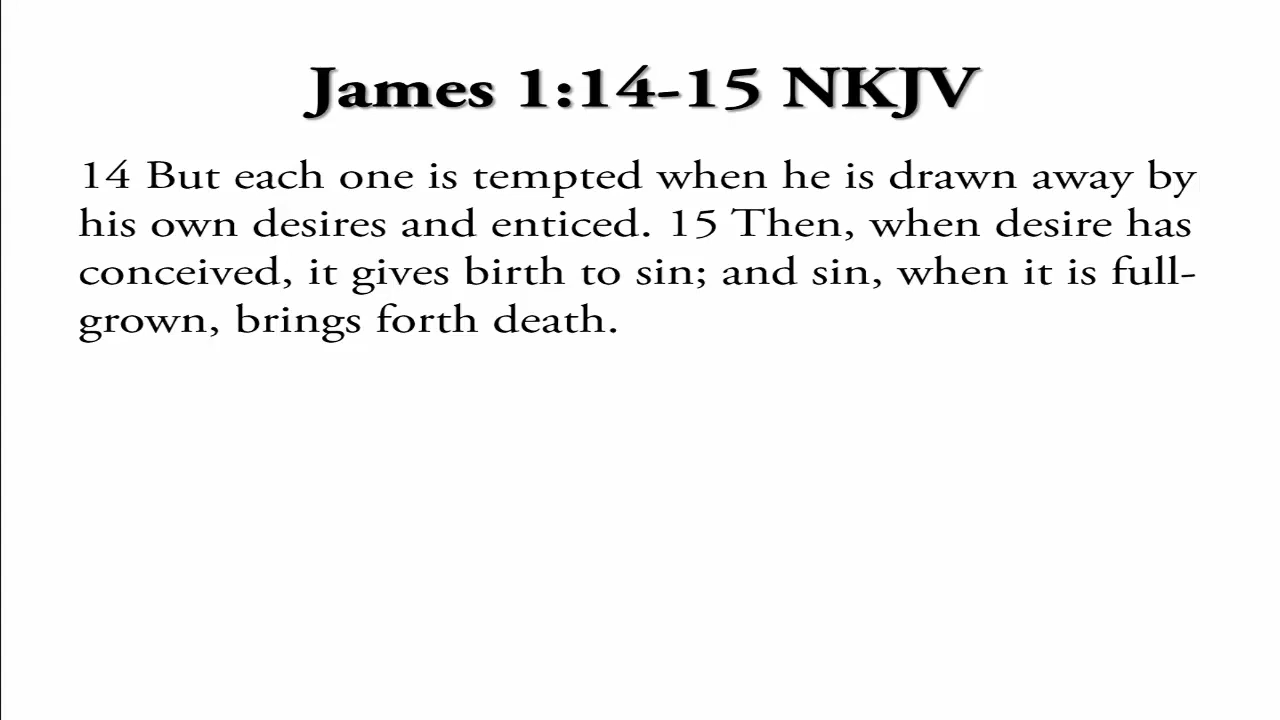 James 1:14-15 NKJV
14 But each one is tempted when he is drawn away by
his own desires and enticed. 15 Then, when desire has
conceived, it gives birth to sin; and sin, when it is full-
grown, brings forth death.